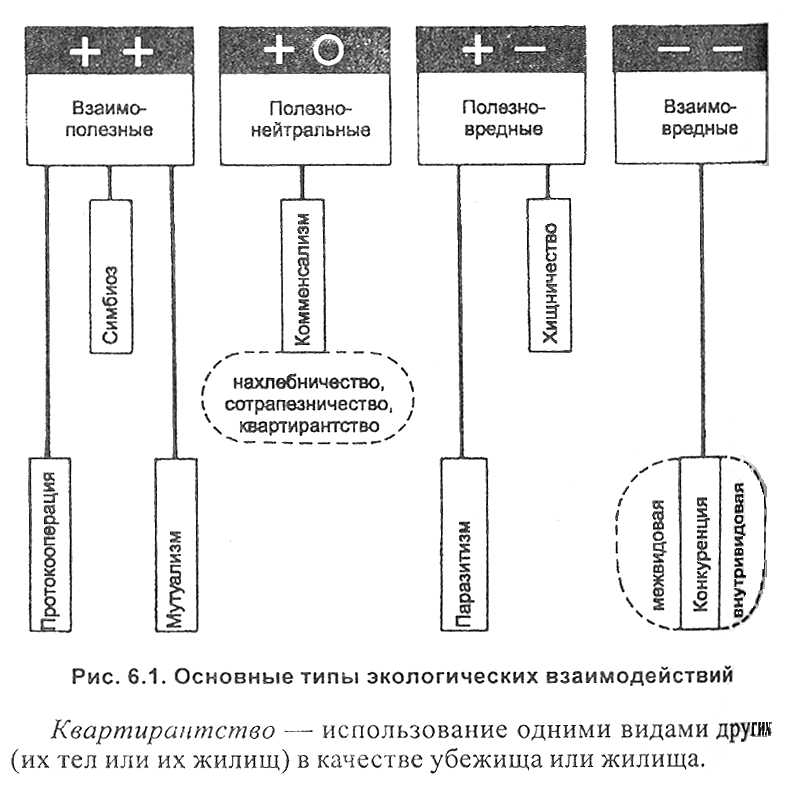 + +
+ O
+ −
− −
Взаимо-
полезные
Полезно-
нейтральные
Полезно-
вредные
Взаимо-
вредные
Симбиоз
Комменсализм
Хищничество
нахлебничество,
сотрапезничество,
квартирантство
Протокооперация
Мутуализм
Паразитизм
межвидовая
Конкуренция
внутривидовая
Рис. 6.1. Основные типы экологических взаимодействий
Квартирантство — использование одними видами других
(их тел или их жилищ) в качестве убежища или жилища.